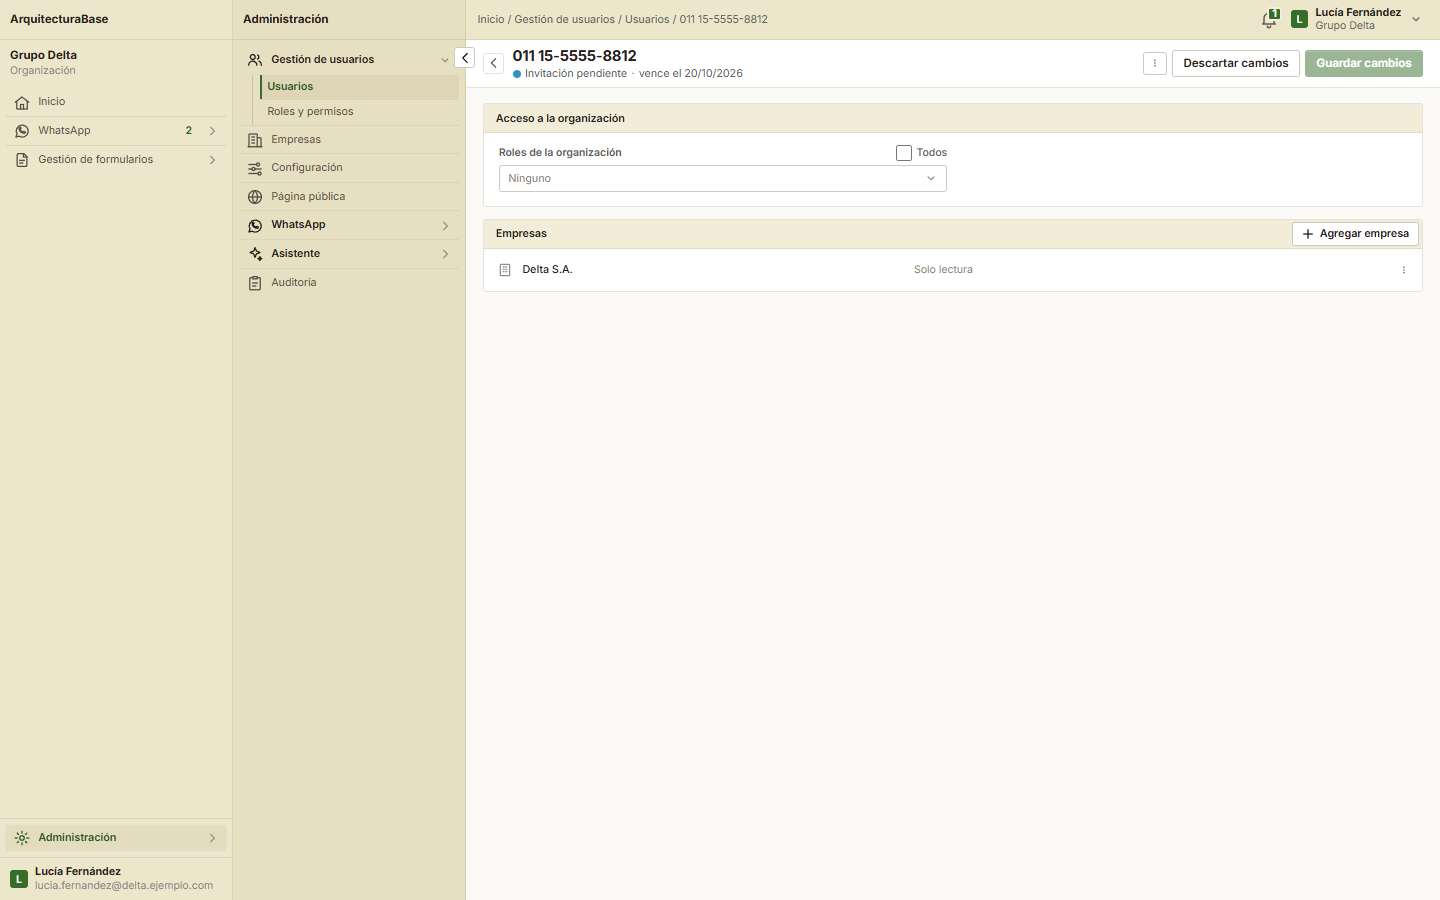 ArquitecturaBase
Grupo Delta
Organización
Inicio
WhatsApp 2
Gestión de formularios
Administración
L Lucía Fernández
lucia.fernandez@delta.ejemplo.com
Administración
Gestión de usuarios
Usuarios
Roles y permisos
Empresas
Configuración
Página pública
WhatsApp
Asistente
Auditoría
Inicio / Gestión de usuarios / Usuarios / 011 15-5555-8812
1
L Lucía Fernández
Grupo Delta
011 15-5555-8812
Invitación pendiente · vence el 20/10/2026
Descartar cambios
Guardar cambios
Acceso a la organización
Roles de la organización
Todos
Ninguno
Empresas
Agregar empresa
Delta S.A.
Solo lectura